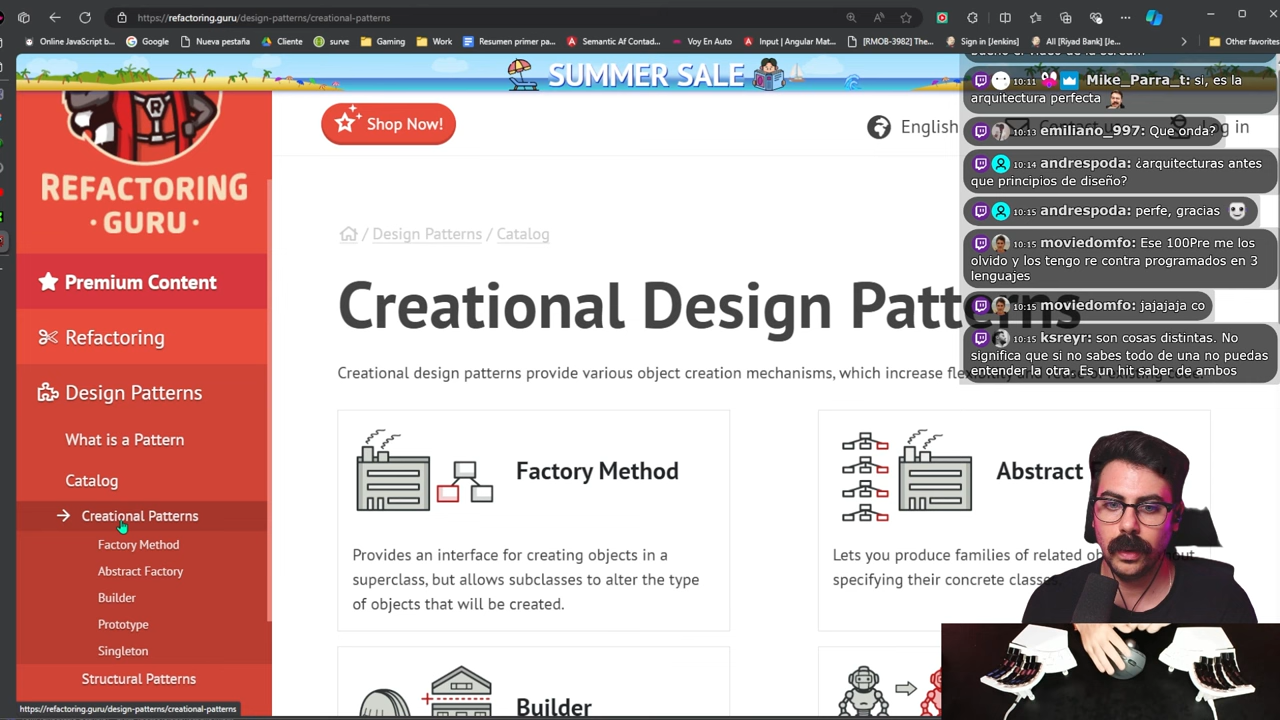 https://refactoring.guru/design-patterns/creational-patterns
Online JavaScript b...
Google
Nueva pestaña
Cliente
surve
Gaming
Work
Resumen primer pa...
Semantic Af Contad...
Voy En Auto
Input | Angular Mat...
[RMOB-3982] [The...
Sign in [Jenkins]
All [Riyad Bank] [Je...
Other favorites
SUMMER SALE
Shop Now!
English
REFACTORING
· GURU ·
Premium Content
Refactoring
Design Patterns
What is a Pattern
Catalog
Creational Patterns
Factory Method
Abstract Factory
Builder
Prototype
Singleton
Structural Patterns
https://refactoring.guru/design-patterns/creational-patterns
/ Design Patterns / Catalog
Creational Design Patterns
Creational design patterns provide various object creation mechanisms, which increase
Factory Method
Provides an interface for creating objects in a
superclass, but allows subclasses to alter the type
of objects that will be created.
Abstract
Lets you produce families of related
specifying their concrete classes
Builder
10:11 Mike_Parra_t: si, es la
arquitectura perfecta
10:13 emiliano_997: Que onda?
10:14 andrespoda: ¿arquitecturas antes
que principios de diseño?
10:15 andrespoda: perfe, gracias
10:15 moviedomfo: Ese 100Pre me los
olvido y los tengo re contra programados en 3
lenguajes
10:15 moviedomfo: jajajaja co
10:15 ksreyr: son cosas distintas. No
significa que si no sabes todo de una no puedas
entender la otra. Es un hit saber de ambos